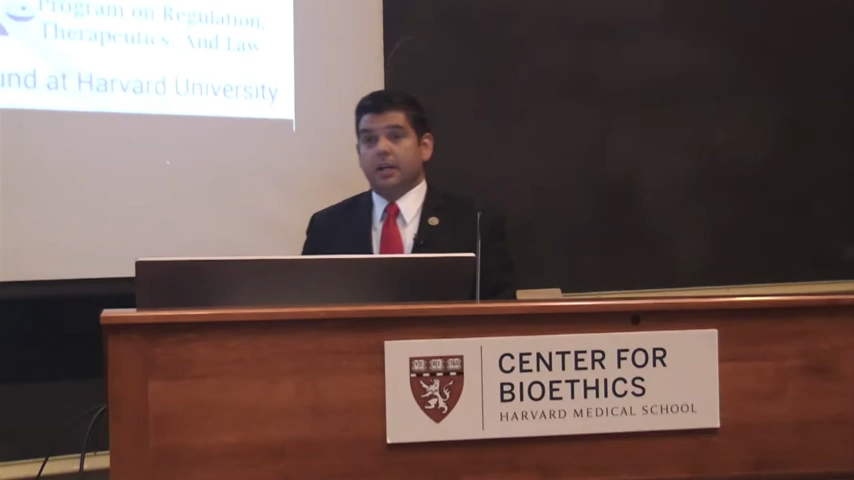 Program on Regulation,
Therapeutics, And Law
und at Harvard University
CENTER FOR
BIOETHICS
HARVARD MEDICAL SCHOOL